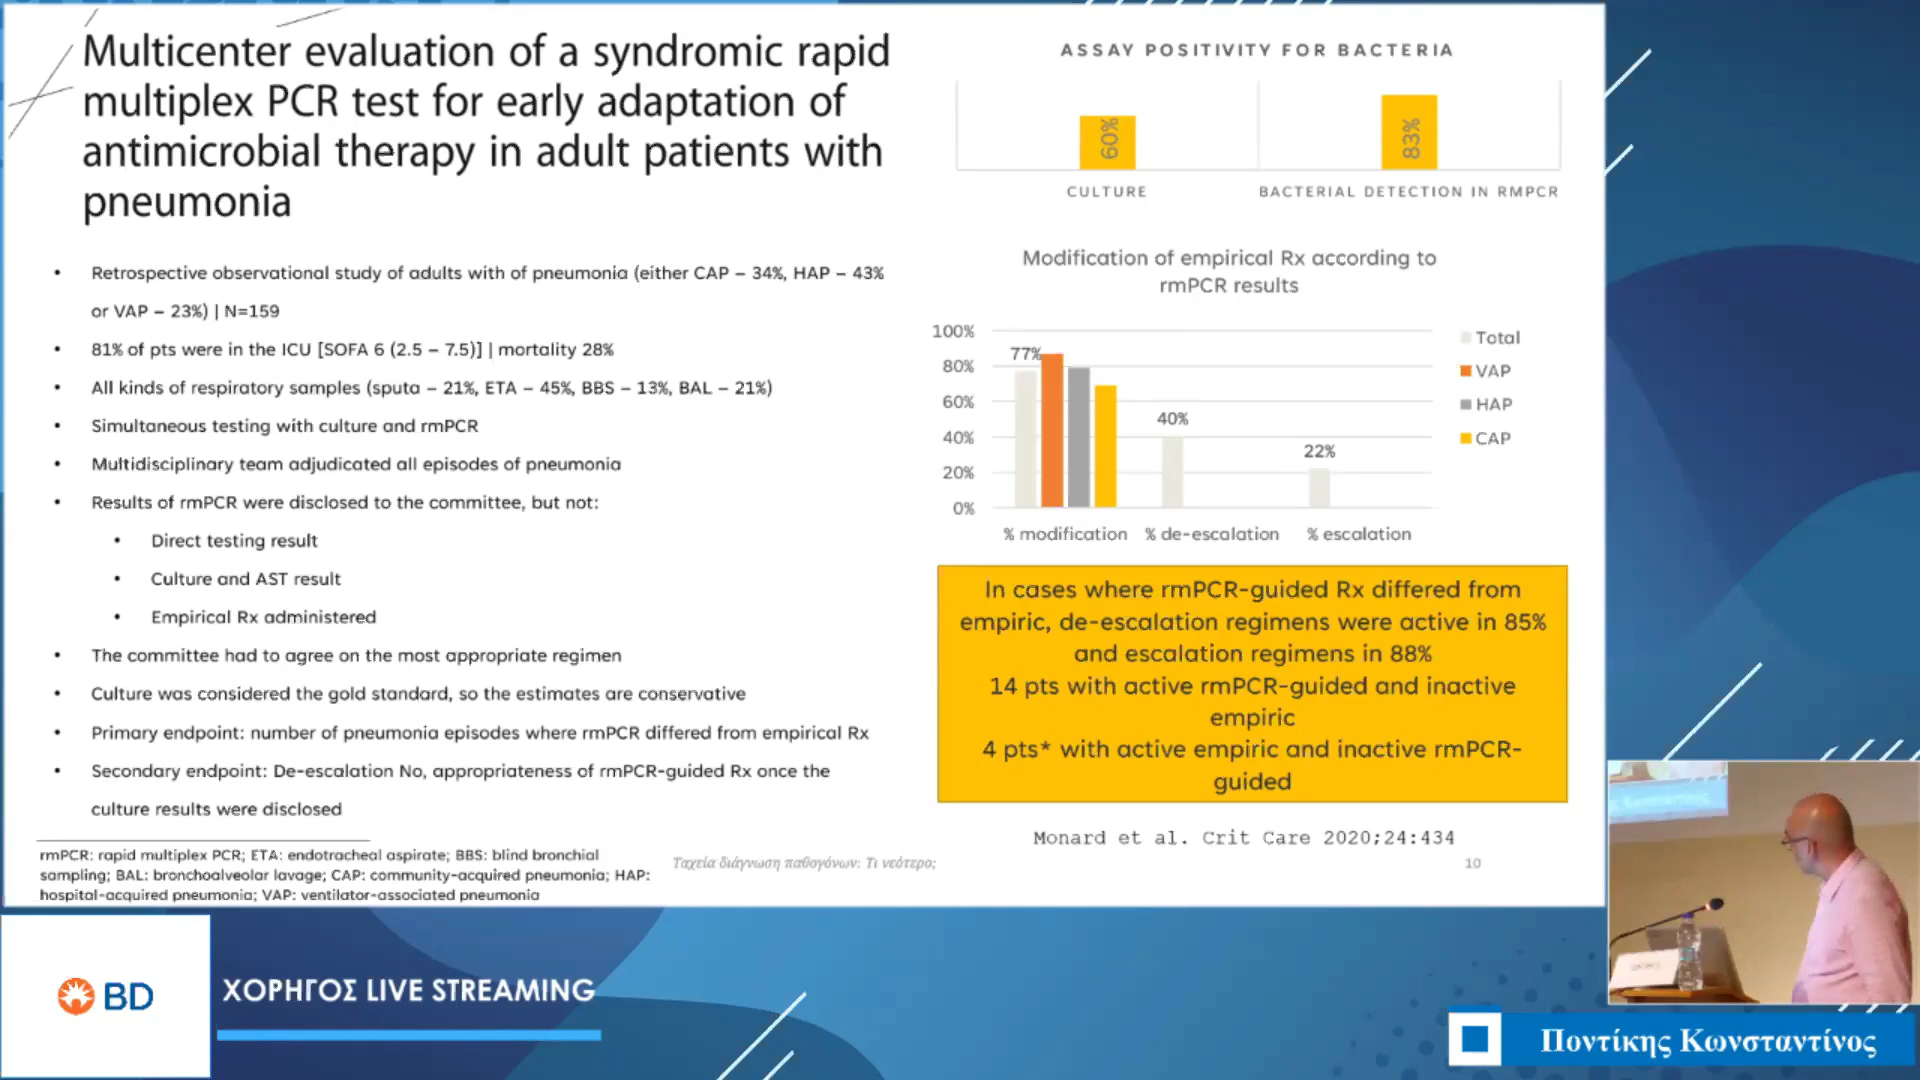 Multicenter evaluation of a syndromic rapid
multiplex PCR test for early adaptation of
antimicrobial therapy in adult patients with
pneumonia
• Retrospective observational study of adults with of pneumonia (either CAP – 34%, HAP – 43%
or VAP – 23%) | N=159
• 81% of pts were in the ICU [SOFA 6 (2.5 – 7.5)] | mortality 28%
• All kinds of respiratory samples (sputa – 21%, ETA – 45%, BBS – 13%, BAL – 21%)
• Simultaneous testing with culture and rmPCR
• Multidisciplinary team adjudicated all episodes of pneumonia
• Results of rmPCR were disclosed to the committee, but not:
• Direct testing result
• Culture and AST result
• Empirical Rx administered
• The committee had to agree on the most appropriate regimen
• Culture was considered the gold standard, so the estimates are conservative
• Primary endpoint: number of pneumonia episodes where rmPCR differed from empirical Rx
• Secondary endpoint: De-escalation No, appropriateness of rmPCR-guided Rx once the
culture results were disclosed
rmPCR: rapid multiplex PCR; ETA: endotracheal aspirate; BBS: blind bronchial
sampling; BAL: bronchoalveolar lavage; CAP: community-acquired pneumonia; HAP:
hospital-acquired pneumonia; VAP: ventilator-associated pneumonia
ASSAY POSITIVITY FOR BACTERIA
60%
83%
CULTURE
BACTERIAL DETECTION IN RMPCR
Modification of empirical Rx according to
rmPCR results
100%
80%
60%
40%
20%
0%
77%
40%
22%
% modification
% de-escalation
% escalation
Total
VAP
HAP
CAP
In cases where rmPCR-guided Rx differed from
empiric, de-escalation regimens were active in 85%
and escalation regimens in 88%
14 pts with active rmPCR-guided and inactive
empiric
4 pts* with active empiric and inactive rmPCR-
guided
Monard et al. Crit Care 2020;24:434
Ταχεία διάγνωση παθογόνων: Τι νεότερο;
10
BD
ΧΟΡΗΓΟΣ LIVE STREAMING
Ποντίκης Κωνσταντίνος